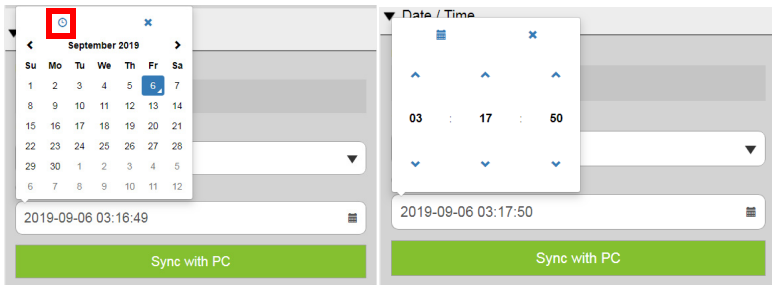 September 2019
Su Mo Tu We Th Fr Sa
1 2 3 4 5 6 7
8 9 10 11 12 13 14
15 16 17 18 19 20 21
22 23 24 25 26 27 28
29 30 1 2 3 4 5
6 7 8 9 10 11 12
2019-09-06 03:16:49
Sync with PC
Date / Time
03 : 17 : 50
2019-09-06 03:17:50
Sync with PC